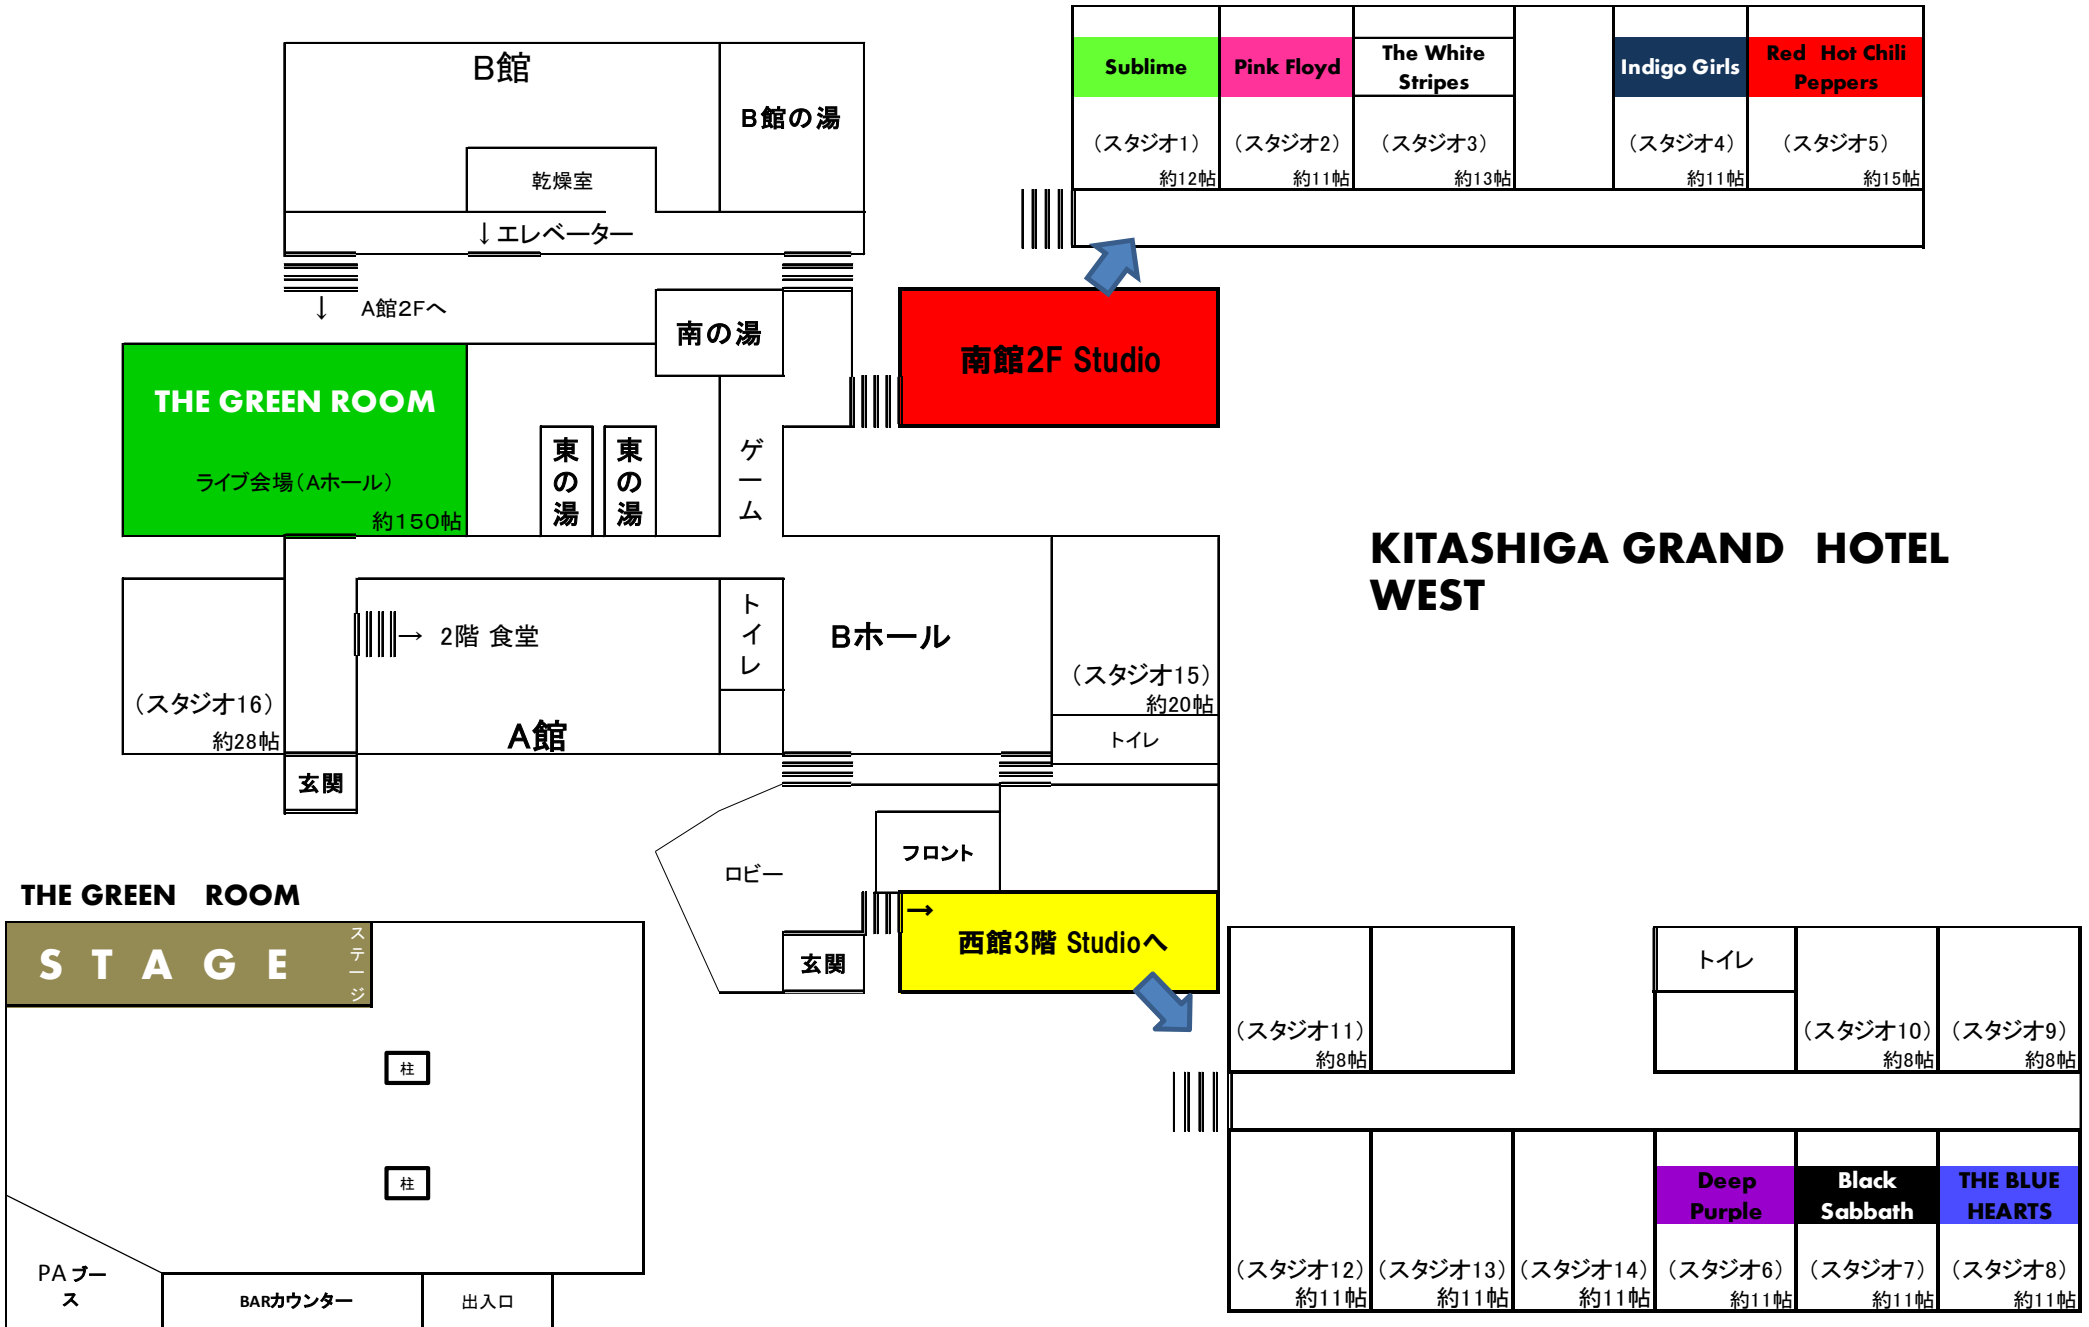 B館
B館の湯
乾燥室
↓エレベーター
↓ A館2Fへ
南の湯
THE GREEN ROOM
ライブ会場(Aホール)
約150帖
東の湯
東の湯
ゲーム
南館2F Studio
Sublime
Pink Floyd
The White
Stripes
Indigo Girls
Red Hot Chili
Peppers
(スタジオ1)
(スタジオ2)
(スタジオ3)
(スタジオ4)
(スタジオ5)
約12帖
約11帖
約13帖
約11帖
約15帖
KITASHIGA GRAND HOTEL
WEST
(スタジオ16)
約28帖
→ 2階 食堂
A館
トイレ
Bホール
(スタジオ15)
約20帖
トイレ
玄関
ロビー
フロント
玄関
→
西館3階 Studioへ
THE GREEN ROOM
STAGE
ステージ
柱
柱
PAブー
ス
BARカウンター
出入口
トイレ
(スタジオ11)
約8帖
(スタジオ10)
約8帖
(スタジオ9)
約8帖
Deep
Purple
Black
Sabbath
THE BLUE
HEARTS
(スタジオ12)
(スタジオ13)
(スタジオ14)
(スタジオ6)
(スタジオ7)
(スタジオ8)
約11帖
約11帖
約11帖
約11帖
約11帖
約11帖